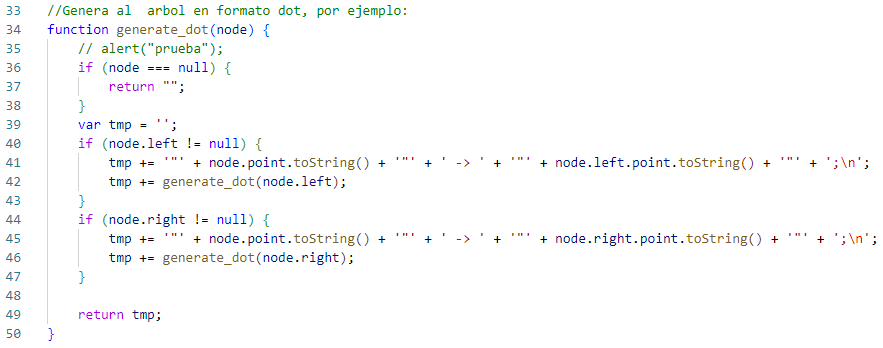 33 //Genera al  arbol en formato dot, por ejemplo:
34 function generate_dot(node) {
35     // alert("prueba");
36     if (node === null) {
37         return "";
38     }
39     var tmp = '';
40     if (node.left != null) {
41         tmp += '"' + node.point.toString() + '"' + ' -> ' + '"' + node.left.point.toString() + '"' + ';\n';
42         tmp += generate_dot(node.left);
43     }
44     if (node.right != null) {
45         tmp += '"' + node.point.toString() + '"' + ' -> ' + '"' + node.right.point.toString() + '"' + ';\n';
46         tmp += generate_dot(node.right);
47     }
48
49     return tmp;
50 }